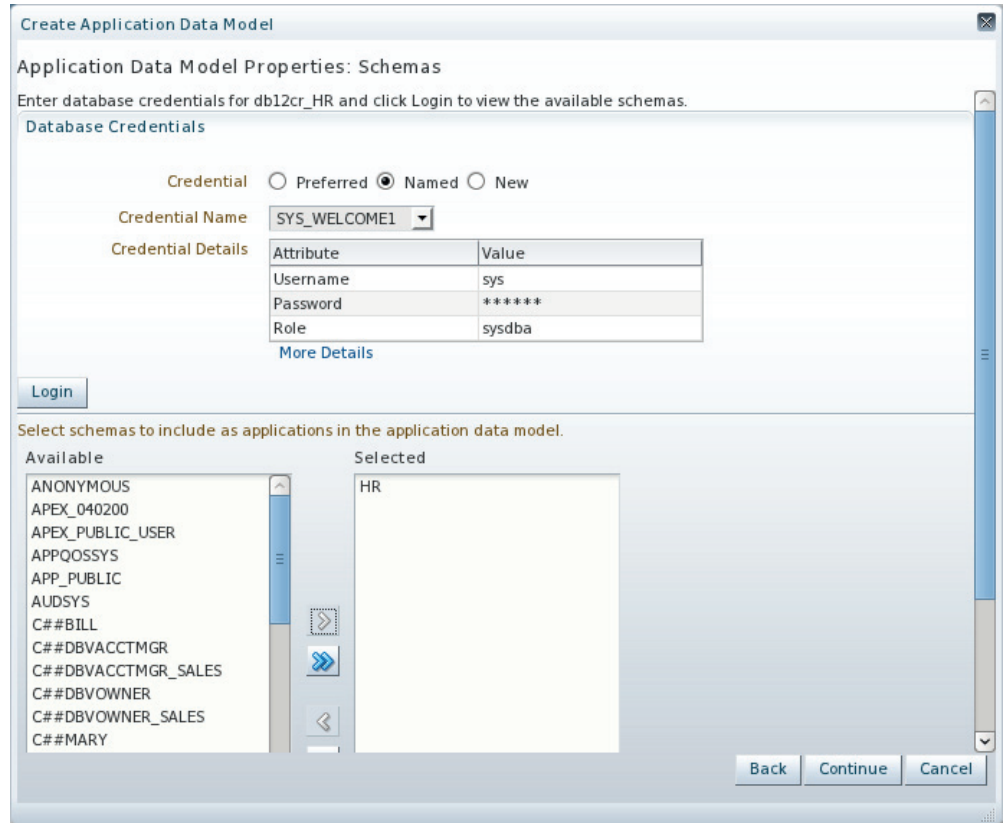 Create Application Data Model
Application Data Model Properties: Schemas
Enter database credentials for db12cr_HR and click Login to view the available schemas.
Database Credentials
Credential Preferred Named New
Credential Name SYS_WELCOME1
Credential Details Attribute Value
Username sys
Password ******
Role sysdba
More Details
Login
Select schemas to include as applications in the application data model.
Available Selected
ANONYMOUS HR
APEX_040200
APEX_PUBLIC_USER
APPQOSSYS
APP_PUBLIC
AUDSYS
C##BILL
C##DBVACCTMGR
C##DBVACCTMGR_SALES
C##DBVOWNER
C##DBVOWNER_SALES
C##MARY
Back Continue Cancel